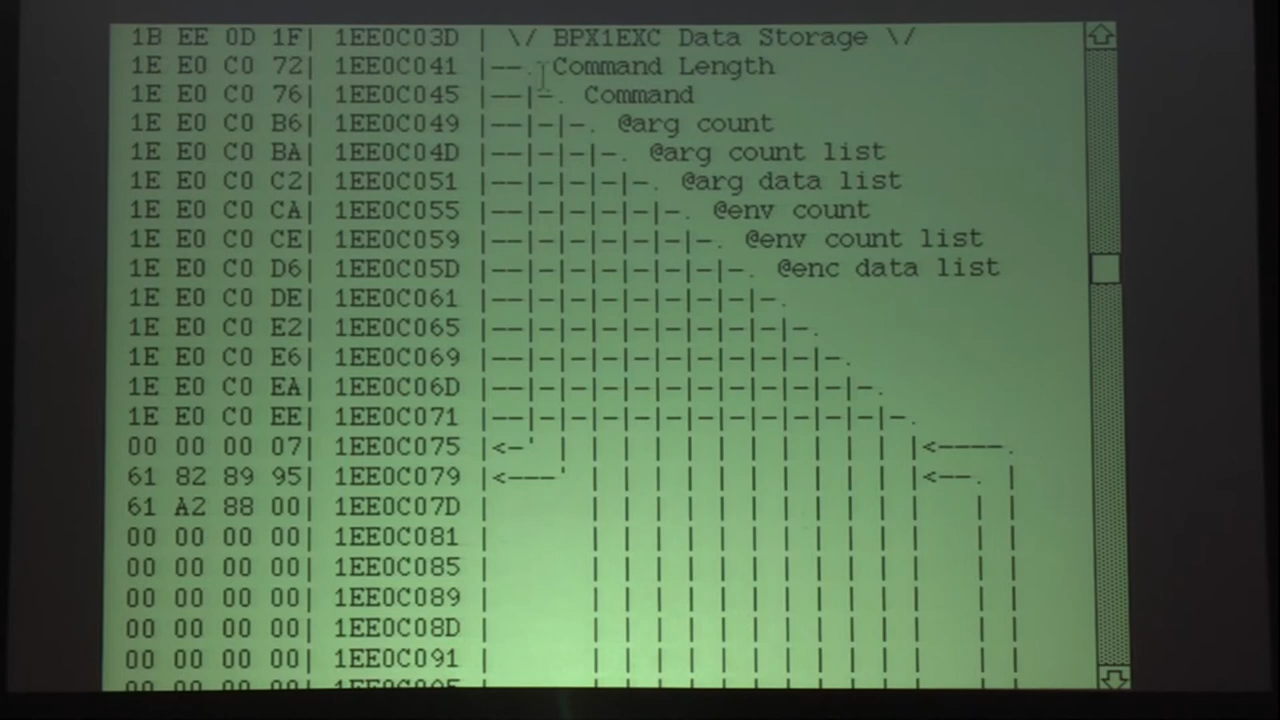 1B EE 0D 1F| 1EE0C03D | \/ BPX1EXC Data Storage \/
1E E0 C0 72| 1EE0C041 |--. Command Length
1E E0 C0 76| 1EE0C045 |--|-. Command
1E E0 C0 B6| 1EE0C049 |--|-|-. @arg count
1E E0 C0 BA| 1EE0C04D |--|-|-|-. @arg count list
1E E0 C0 C2| 1EE0C051 |--|-|-|-|-. @arg data list
1E E0 C0 CA| 1EE0C055 |--|-|-|-|-|-. @env count
1E E0 C0 CE| 1EE0C059 |--|-|-|-|-|-|-. @env count list
1E E0 C0 D6| 1EE0C05D |--|-|-|-|-|-|-|-. @enc data list
1E E0 C0 DE| 1EE0C061 |--|-|-|-|-|-|-|-|-.
1E E0 C0 E2| 1EE0C065 |--|-|-|-|-|-|-|-|-|-.
1E E0 C0 E6| 1EE0C069 |--|-|-|-|-|-|-|-|-|-|-.
1E E0 C0 EA| 1EE0C06D |--|-|-|-|-|-|-|-|-|-|-|-.
1E E0 C0 EE| 1EE0C071 |--|-|-|-|-|-|-|-|-|-|-|-|-.
00 00 00 07| 1EE0C075 |<-' | | | | | | | | | | | |<----.
61 82 89 95| 1EE0C079 |<---' | | | | | | | | | | |<--. |
61 A2 88 00| 1EE0C07D | | | | | | | | | | | | | |
00 00 00 00| 1EE0C081 | | | | | | | | | | | | | |
00 00 00 00| 1EE0C085 | | | | | | | | | | | | | |
00 00 00 00| 1EE0C089 | | | | | | | | | | | | | |
00 00 00 00| 1EE0C08D | | | | | | | | | | | | | |
00 00 00 00| 1EE0C091 | | | | | | | | | | | | | |